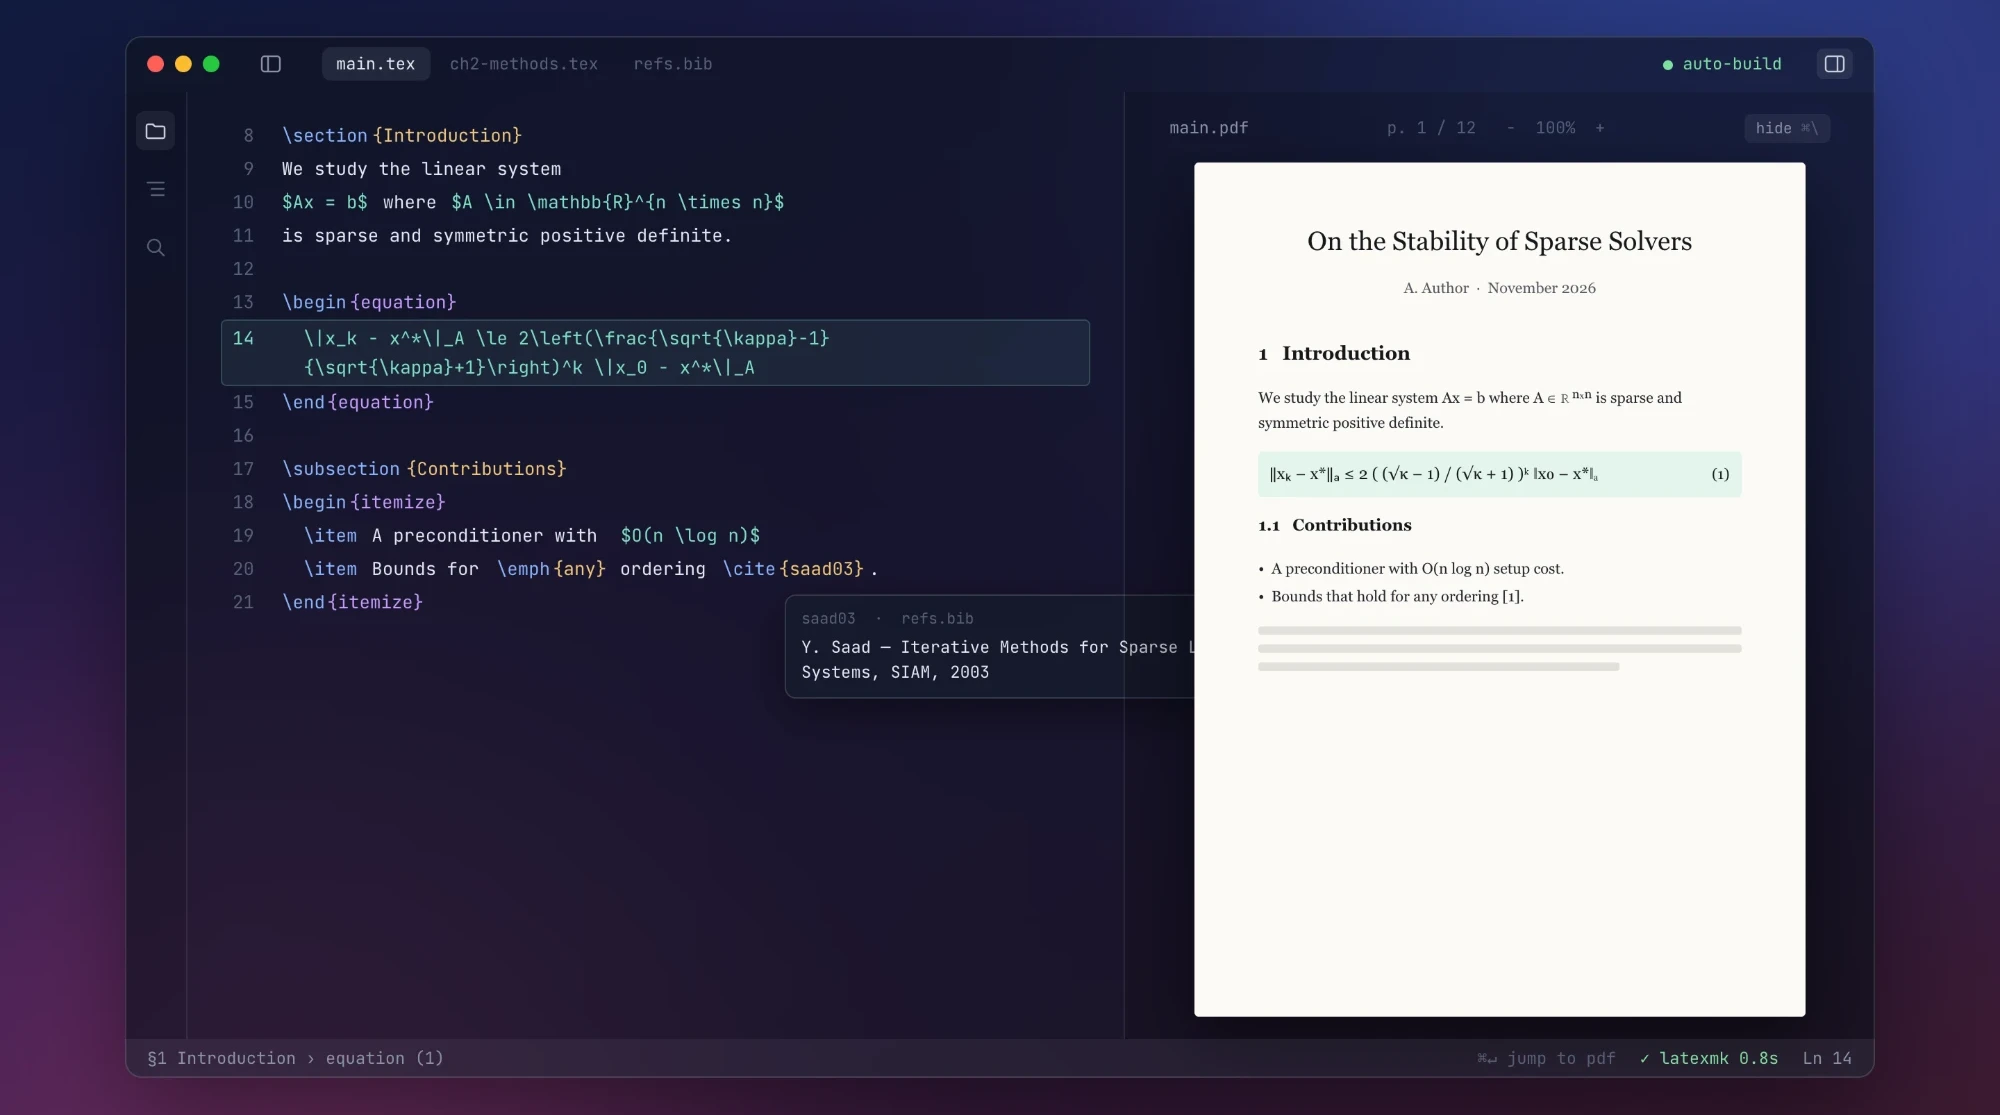 main.tex ch2-methods.tex refs.bib
● auto-build
8 \section{Introduction}
9 We study the linear system
10 $Ax = b$ where $A \in \mathbb{R}^{n \times n}$
11 is sparse and symmetric positive definite.
12
13 \begin{equation}
14 \|x_k - x^*\|_A \le 2\left(\frac{\sqrt{\kappa}-1}
{\sqrt{\kappa}+1}\right)^k \|x_0 - x^*\|_A
15 \end{equation}
16
17 \subsection{Contributions}
18 \begin{itemize}
19 \item A preconditioner with $O(n \log n)$
20 \item Bounds for \emph{any} ordering \cite{saad03}.
21 \end{itemize}
saad03 · refs.bib
Y. Saad — Iterative Methods for Sparse L
Systems, SIAM, 2003
main.pdf p. 1 / 12 - 100% + hide ⌘\
On the Stability of Sparse Solvers
A. Author · November 2026
1 Introduction
We study the linear system Ax = b where A ∈ ℝ ⁿˣⁿ is sparse and
symmetric positive definite.
‖xₖ − x*‖ₐ ≤ 2 ( (√κ − 1) / (√κ + 1) )ᵏ ‖x0 − x*‖ₐ (1)
1.1 Contributions
• A preconditioner with O(n log n) setup cost.
• Bounds that hold for any ordering [1].
§1 Introduction › equation (1)
⌘↵ jump to pdf ✓ latexmk 0.8s Ln 14